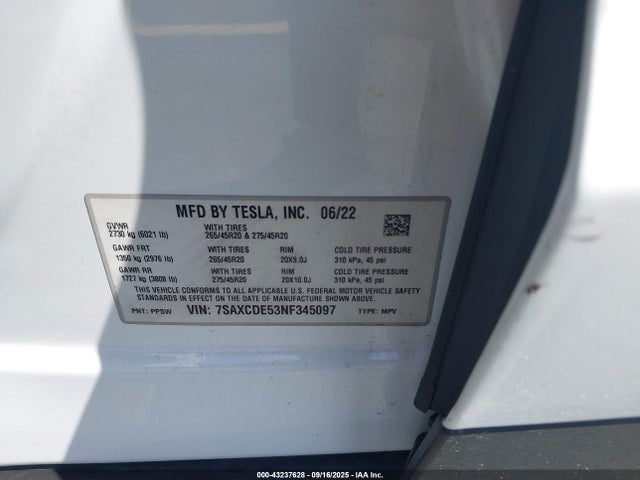 MFD BY TESLA, INC. 06/22
GVWR WITH TIRES
2730 kg (6021 lb) 265/45R20 & 275/45R20
GAWR FRT WITH TIRES RIM COLD TIRE PRESSURE
1350 kg (2976 lb) 265/45R20 20X9.0J 310 kPa, 45 psi
GAWR RR WITH TIRES RIM COLD TIRE PRESSURE
1727 kg (3808 lb) 275/45R20 20X10.0J 310 kPa, 45 psi
THIS VEHICLE CONFORMS TO ALL APPLICABLE U.S. FEDERAL MOTOR VEHICLE SAFETY
STANDARDS IN EFFECT ON THE DATE OF MANUFACTURE SHOWN ABOVE.
PNT: PPSW VIN: 7SAXCDE53NF345097 TYPE: MPV
© 43237628 - 09/16/2025 - IAA Inc.